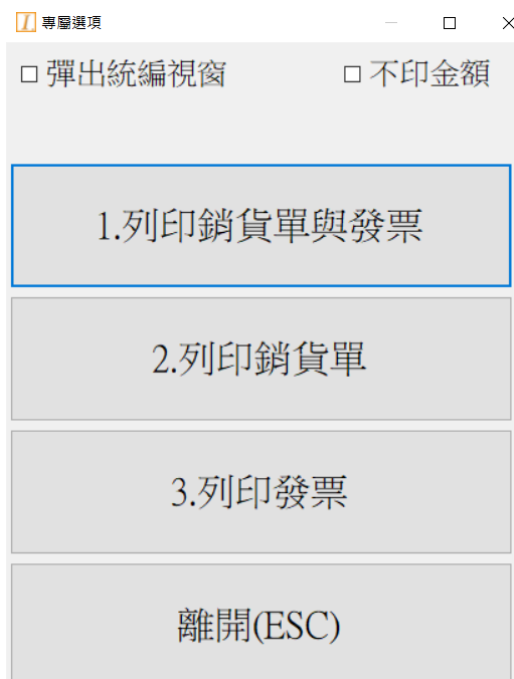 專屬選項
彈出統編視窗 不印金額
1.列印銷貨單與發票
2.列印銷貨單
3.列印發票
離開(ESC)